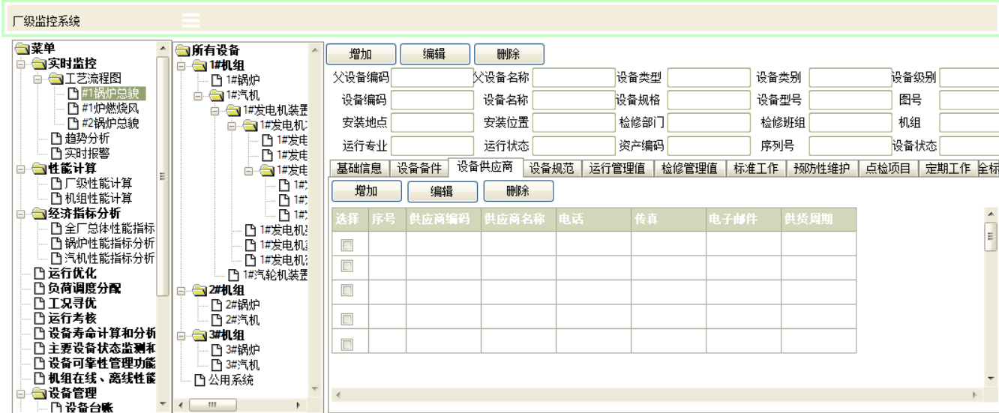 厂级监控系统
菜单
实时监控
工艺流程图
#1锅炉总貌
#1炉燃烧风
#2锅炉总貌
趋势分析
实时报警
性能计算
厂级性能计算
机组性能计算
经济指标分析
全厂总体性能指标
锅炉性能指标分析
汽机性能指标分析
运行优化
负荷调度分配
工况寻优
运行考核
设备寿命计算和分析
主要设备状态监测和
设备可靠性管理功能
机组在线、离线性能
设备管理
设备台账
所有设备
1#机组
1#锅炉
1#汽机
1#发电机装置
1#发电机
1#发电
1#发电
1#发电
1#
1#
1#
1#发电机
1#发电机
1#发电机
1#汽轮机装置
2#机组
2#锅炉
2#汽机
3#机组
3#锅炉
3#汽机
公用系统
增加 编辑 删除
父设备编码 父设备名称 设备类型 设备类别 设备级别
设备编码 设备名称 设备规格 设备型号 图号
安装地点 安装位置 检修部门 检修班组 机组
运行专业 运行状态 资产编码 序列号 设备状态
基础信息 设备备件 设备供应商 设备规范 运行管理值 检修管理值 标准工作 预防性维护 点检项目 定期工作 全标
增加 编辑 删除
选择 序号 供应商编码 供应商名称 电话 传真 电子邮件 供货周期